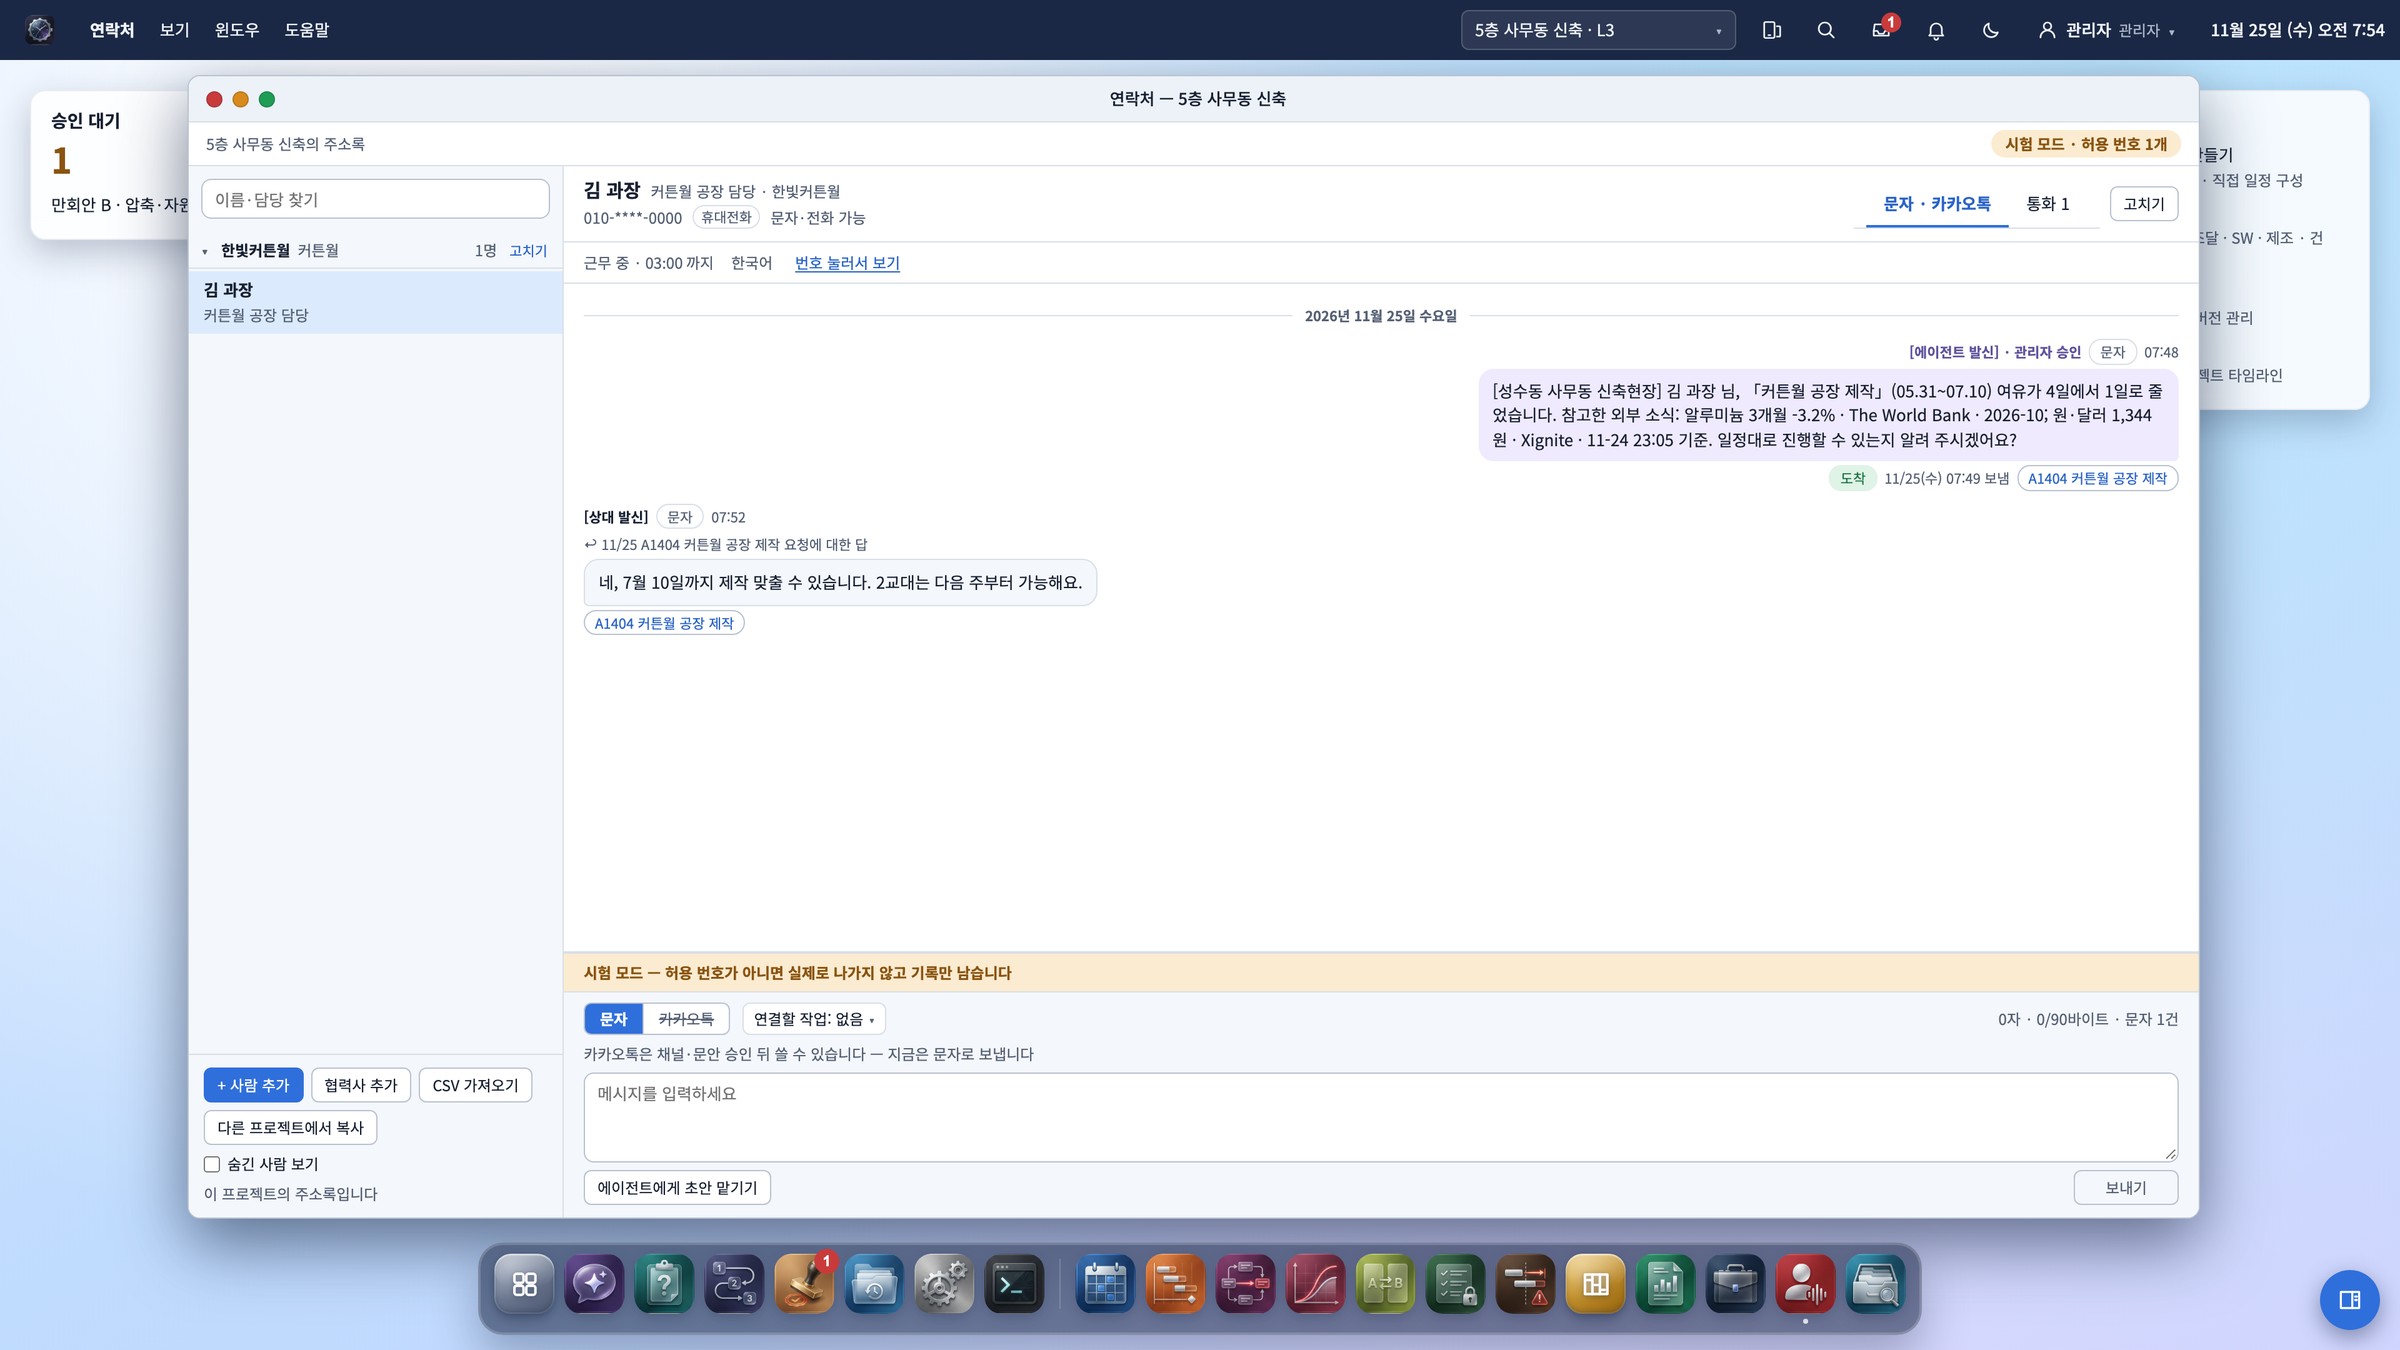 연락처 보기 윈도우 도움말
5층 사무동 신축 · L3
1
관리자 관리자
11월 25일 (수) 오전 7:54
승인 대기
1
만회안 B · 압축·자원
연락처 — 5층 사무동 신축
5층 사무동 신축의 주소록
시험 모드 · 허용 번호 1개
이름·담당 찾기
한빛커튼월 커튼월 1명 고치기
김 과장
커튼월 공장 담당
김 과장 커튼월 공장 담당 · 한빛커튼월
010-****-0000 휴대전화 문자·전화 가능
문자 · 카카오톡 통화 1 고치기
근무 중 · 03:00 까지 한국어 번호 눌러서 보기
2026년 11월 25일 수요일
[에이전트 발신] · 관리자 승인 문자 07:48
[성수동 사무동 신축현장] 김 과장 님, 「커튼월 공장 제작」(05.31~07.10) 여유가 4일에서 1일로 줄
었습니다. 참고한 외부 소식: 알루미늄 3개월 -3.2% · The World Bank · 2026-10; 원·달러 1,344
원 · Xignite · 11-24 23:05 기준. 일정대로 진행할 수 있는지 알려 주시겠어요?
도착 11/25(수) 07:49 보냄 A1404 커튼월 공장 제작
[상대 발신] 문자 07:52
↩ 11/25 A1404 커튼월 공장 제작 요청에 대한 답
네, 7월 10일까지 제작 맞출 수 있습니다. 2교대는 다음 주부터 가능해요.
A1404 커튼월 공장 제작
시험 모드 — 허용 번호가 아니면 실제로 나가지 않고 기록만 남습니다
문자 카카오톡 연결할 작업: 없음
0자 · 0/90바이트 · 문자 1건
카카오톡은 채널·문안 승인 뒤 쓸 수 있습니다 — 지금은 문자로 보냅니다
메시지를 입력하세요
에이전트에게 초안 맡기기
보내기
+ 사람 추가 협력사 추가 CSV 가져오기
다른 프로젝트에서 복사
숨긴 사람 보기
이 프로젝트의 주소록입니다
· 직접 일정 구성
· SW · 제조 · 건
관리
타임라인
1
1 2 3
A⇄B